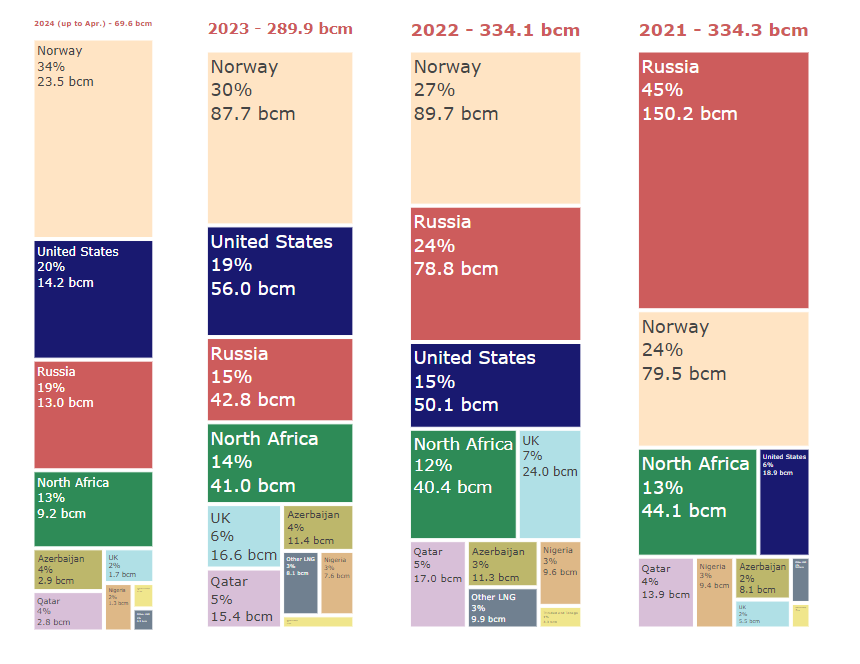 2024 (up to Apr.) - 69.6 bcm
Norway
34%
23.5 bcm
United States
20%
14.2 bcm
Russia
19%
13.0 bcm
North Africa
13%
9.2 bcm
Azerbaijan
4%
2.9 bcm
UK
2%
1.7 bcm
Qatar
4%
2.8 bcm
Nigeria
2%
1.3 bcm
2023 - 289.9 bcm
Norway
30%
87.7 bcm
United States
19%
56.0 bcm
Russia
15%
42.8 bcm
North Africa
14%
41.0 bcm
UK
6%
16.6 bcm
Azerbaijan
4%
11.4 bcm
Qatar
5%
15.4 bcm
Other LNG
3%
8.1 bcm
Nigeria
3%
7.6 bcm
2022 - 334.1 bcm
Norway
27%
89.7 bcm
Russia
24%
78.8 bcm
United States
15%
50.1 bcm
North Africa
12%
40.4 bcm
UK
7%
24.0 bcm
Qatar
5%
17.0 bcm
Azerbaijan
3%
11.3 bcm
Nigeria
3%
9.6 bcm
Other LNG
3%
9.9 bcm
2021 - 334.3 bcm
Russia
45%
150.2 bcm
Norway
24%
79.5 bcm
North Africa
13%
44.1 bcm
United States
6%
18.9 bcm
Qatar
4%
13.9 bcm
Nigeria
3%
9.4 bcm
Azerbaijan
2%
8.1 bcm
UK
2%
5.5 bcm